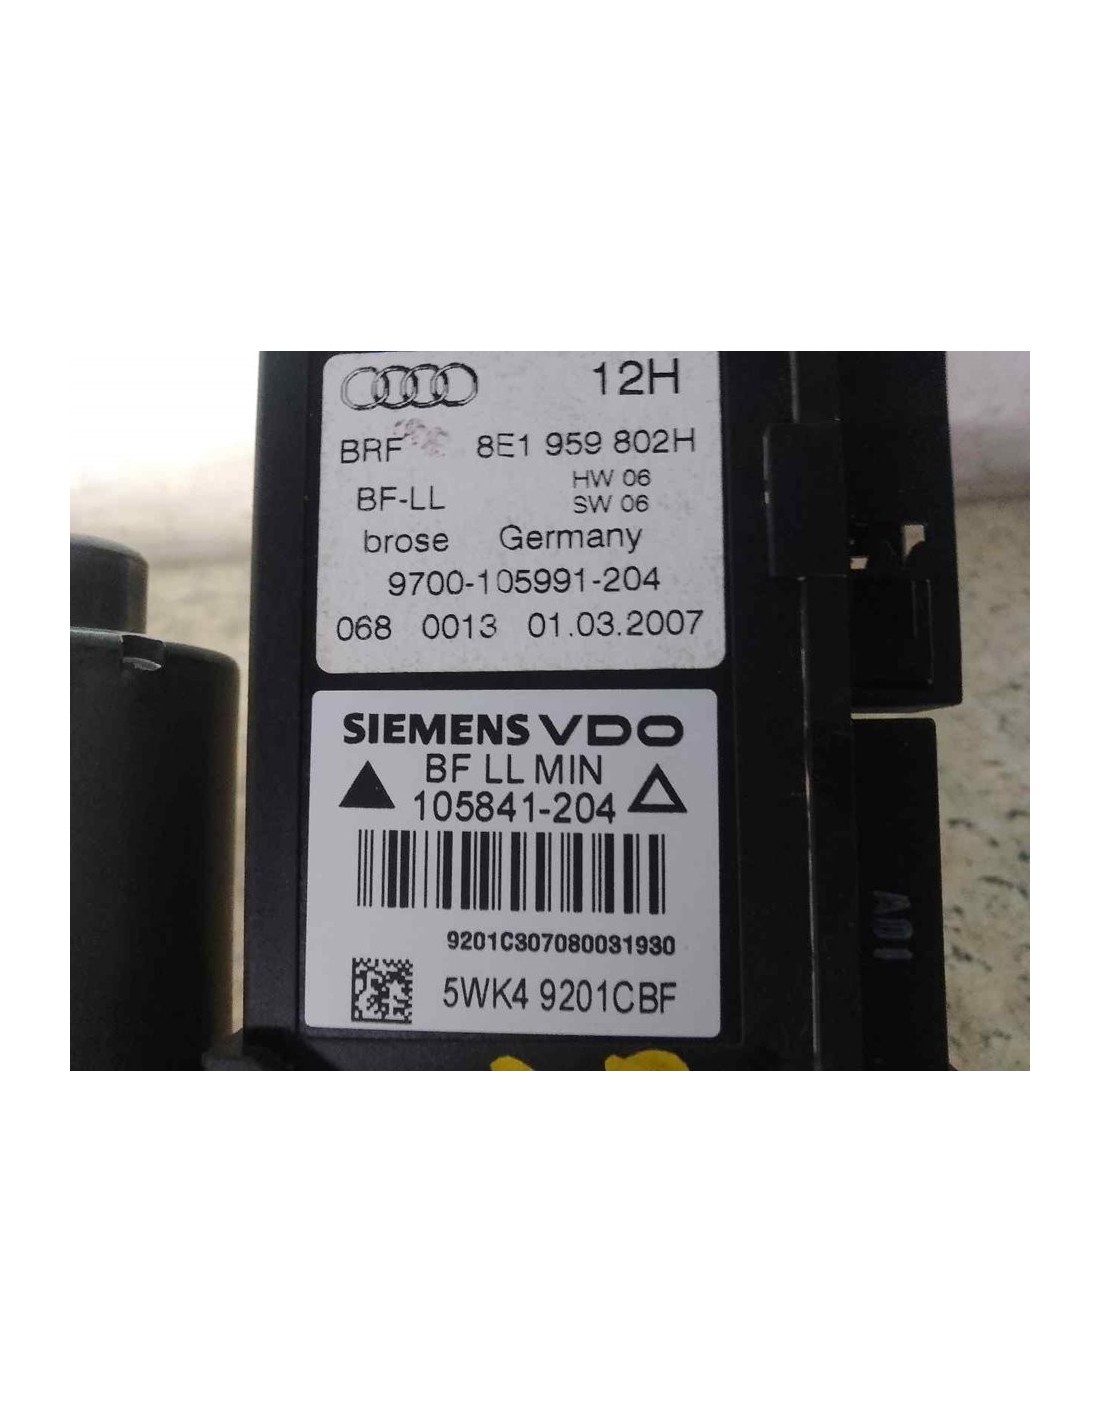 12H
BRF 8E1 959 802H
HW 06
BF-LL SW 06
brose Germany
9700-105991-204
068 0013 01.03.2007
SIEMENS VDO
BF LL MIN
105841-204
9201C307080031930
5WK4 9201CBF